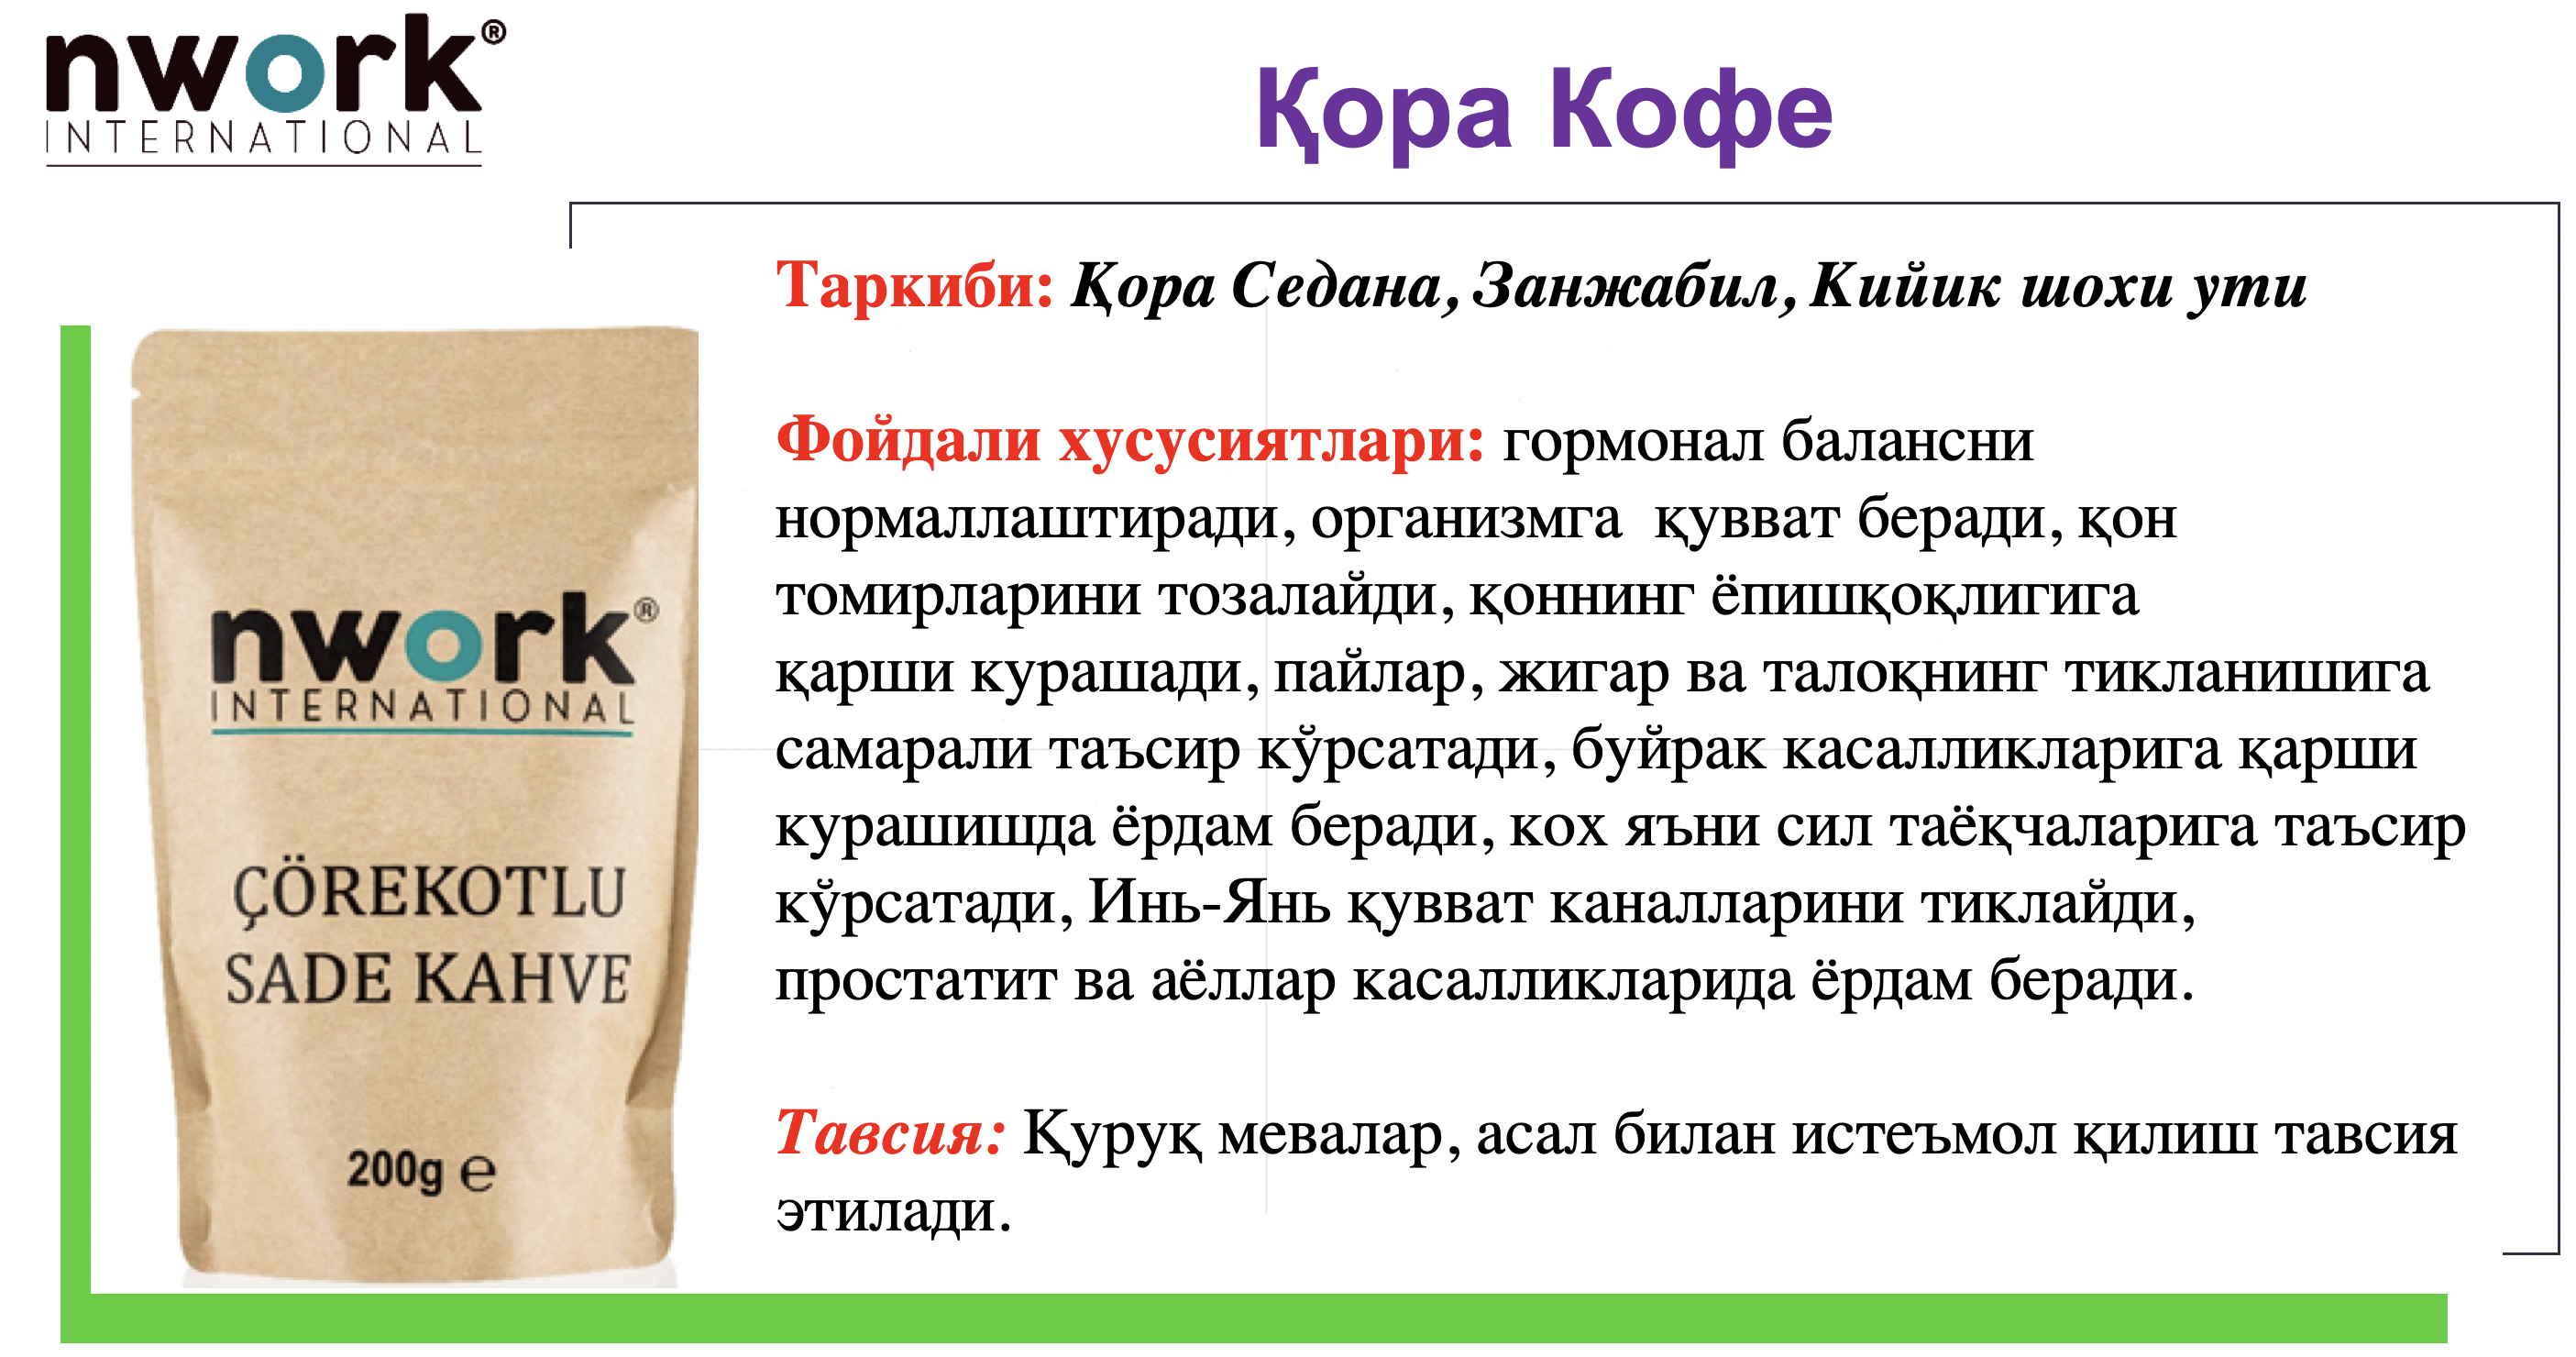 nwork®
INTERNATIONAL
Қора Кофе
Таркиби: Қора Седана, Занжабил, Кийик шохи ути
Фойдали хусусиятлари: гормонал балансни
нормаллаштиради, организмга қувват беради, қон
томирларини тозалайди, қоннинг ёпишқоқлигига
қарши курашади, пайлар, жигар ва талоқнинг тикланишига
самарали таъсир кўрсатади, буйрак касалликларига қарши
курашишда ёрдам беради, кох яъни сил таёқчаларига таъсир
кўрсатади, Инь-Янь қувват каналларини тиклайди,
простатит ва аёллар касалликларида ёрдам беради.
Тавсия: Қуруқ мевалар, асал билан истеъмол қилиш тавсия
этилади.
nwork®
INTERNATIONAL
ÇÖREKOTLU
SADE KAHVE
200g ℮